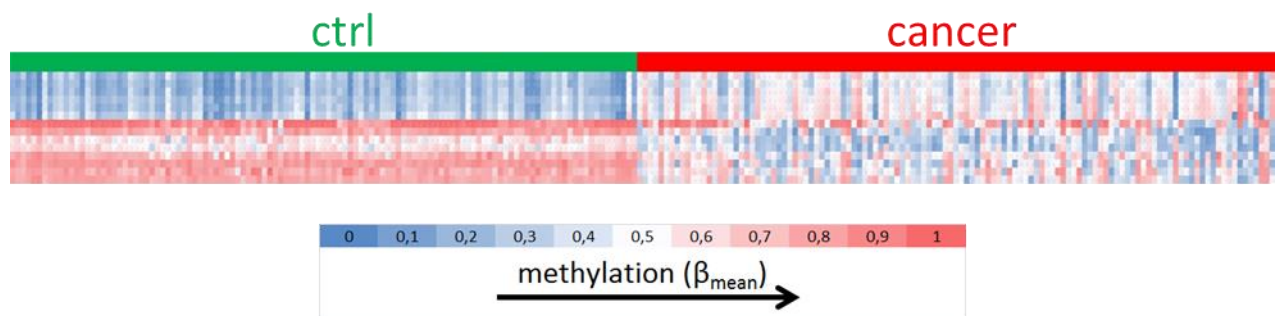 ctrl cancer
0 0,1 0,2 0,3 0,4 0,5 0,6 0,7 0,8 0,9 1
methylation (βmean)